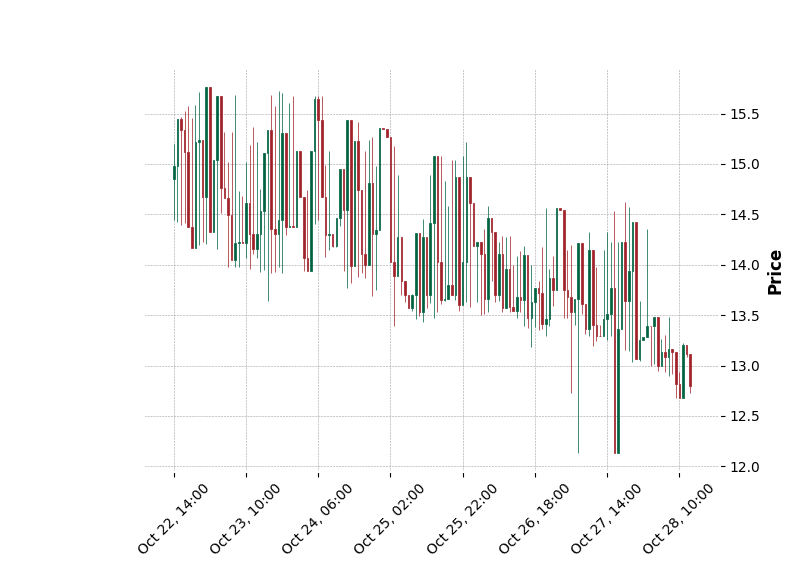 15.5
15.0
14.5
14.0
13.5
13.0
12.5
12.0
Price
Oct 22, 14:00
Oct 23, 10:00
Oct 24, 06:00
Oct 25, 02:00
Oct 25, 22:00
Oct 26, 18:00
Oct 27, 14:00
Oct 28, 10:00